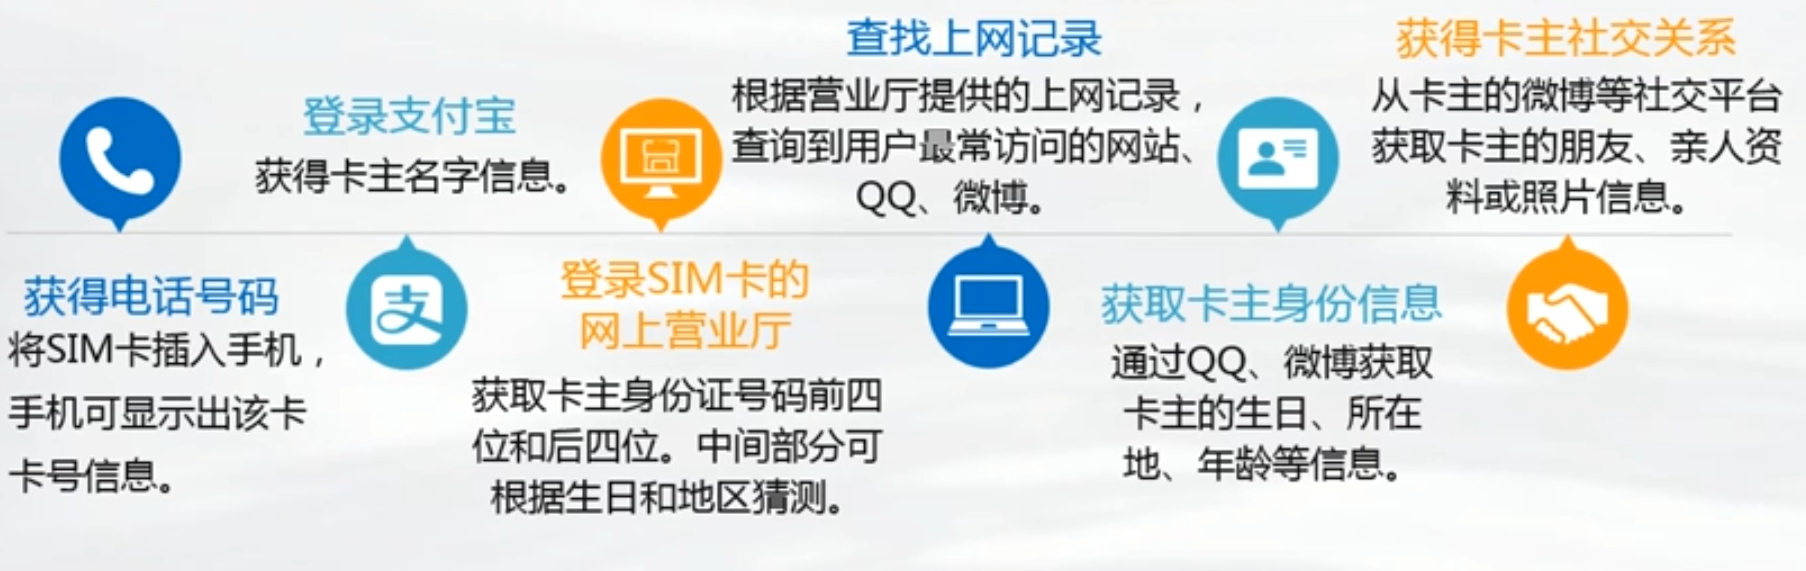 获得电话号码
将SIM卡插入手机，
手机可显示出该卡
卡号信息。
登录支付宝
获得卡主名字信息。
支
登录SIM卡的
网上营业厅
获取卡主身份证号码前四
位和后四位。中间部分可
根据生日和地区猜测。
查找上网记录
根据营业厅提供的上网记录，
查询到用户最常访问的网站、
QQ、微博。
获取卡主身份信息
通过QQ、微博获取
卡主的生日、所在
地、年龄等信息。
获得卡主社交关系
从卡主的微博等社交平台
获取卡主的朋友、亲人资
料或照片信息。